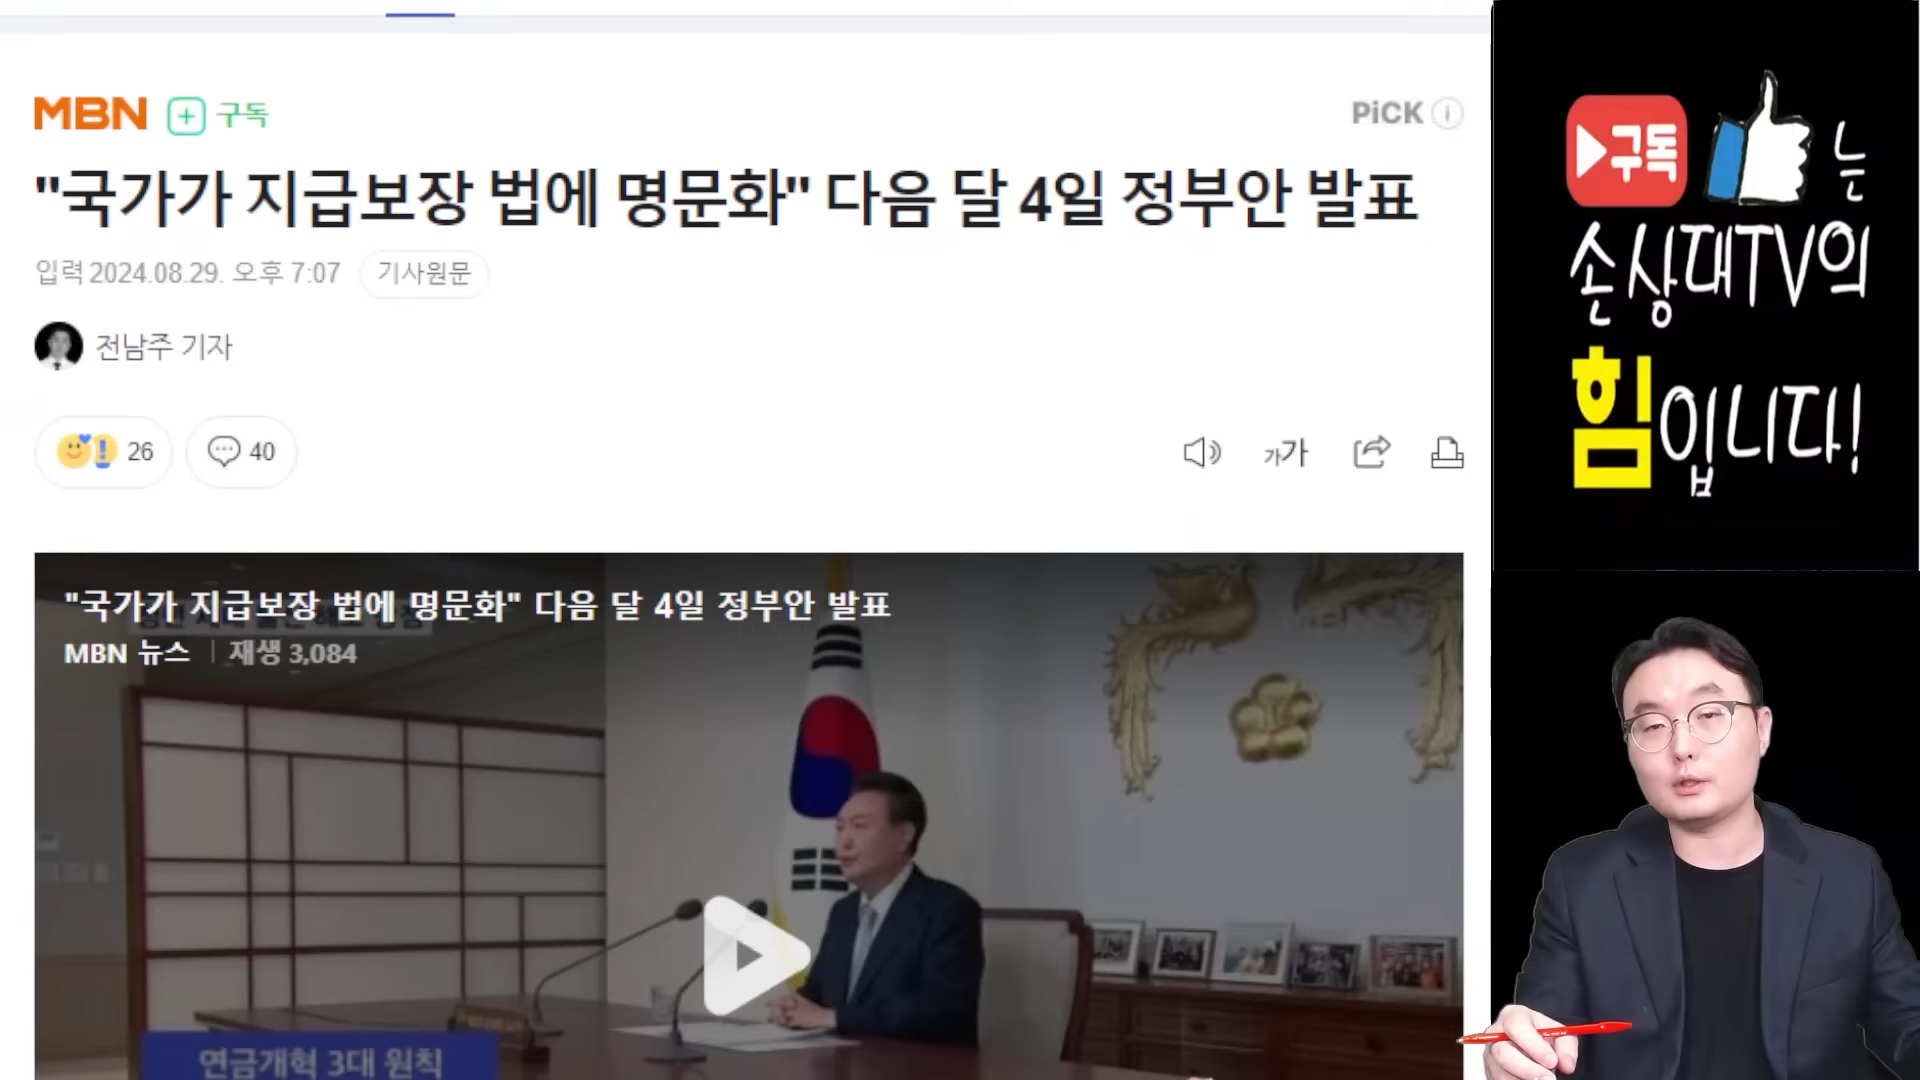 MBN 구독
PiCK
"국가가 지급보장 법에 명문화" 다음 달 4일 정부안 발표
입력 2024.08.29. 오후 7:07 기사원문
전남주 기자
26 40
가가
"국가가 지급보장 법에 명문화" 다음 달 4일 정부안 발표
MBN 뉴스 재생 3,084
연금개혁 3대 원칙
구독 는
손상대TV의
힘입니다!